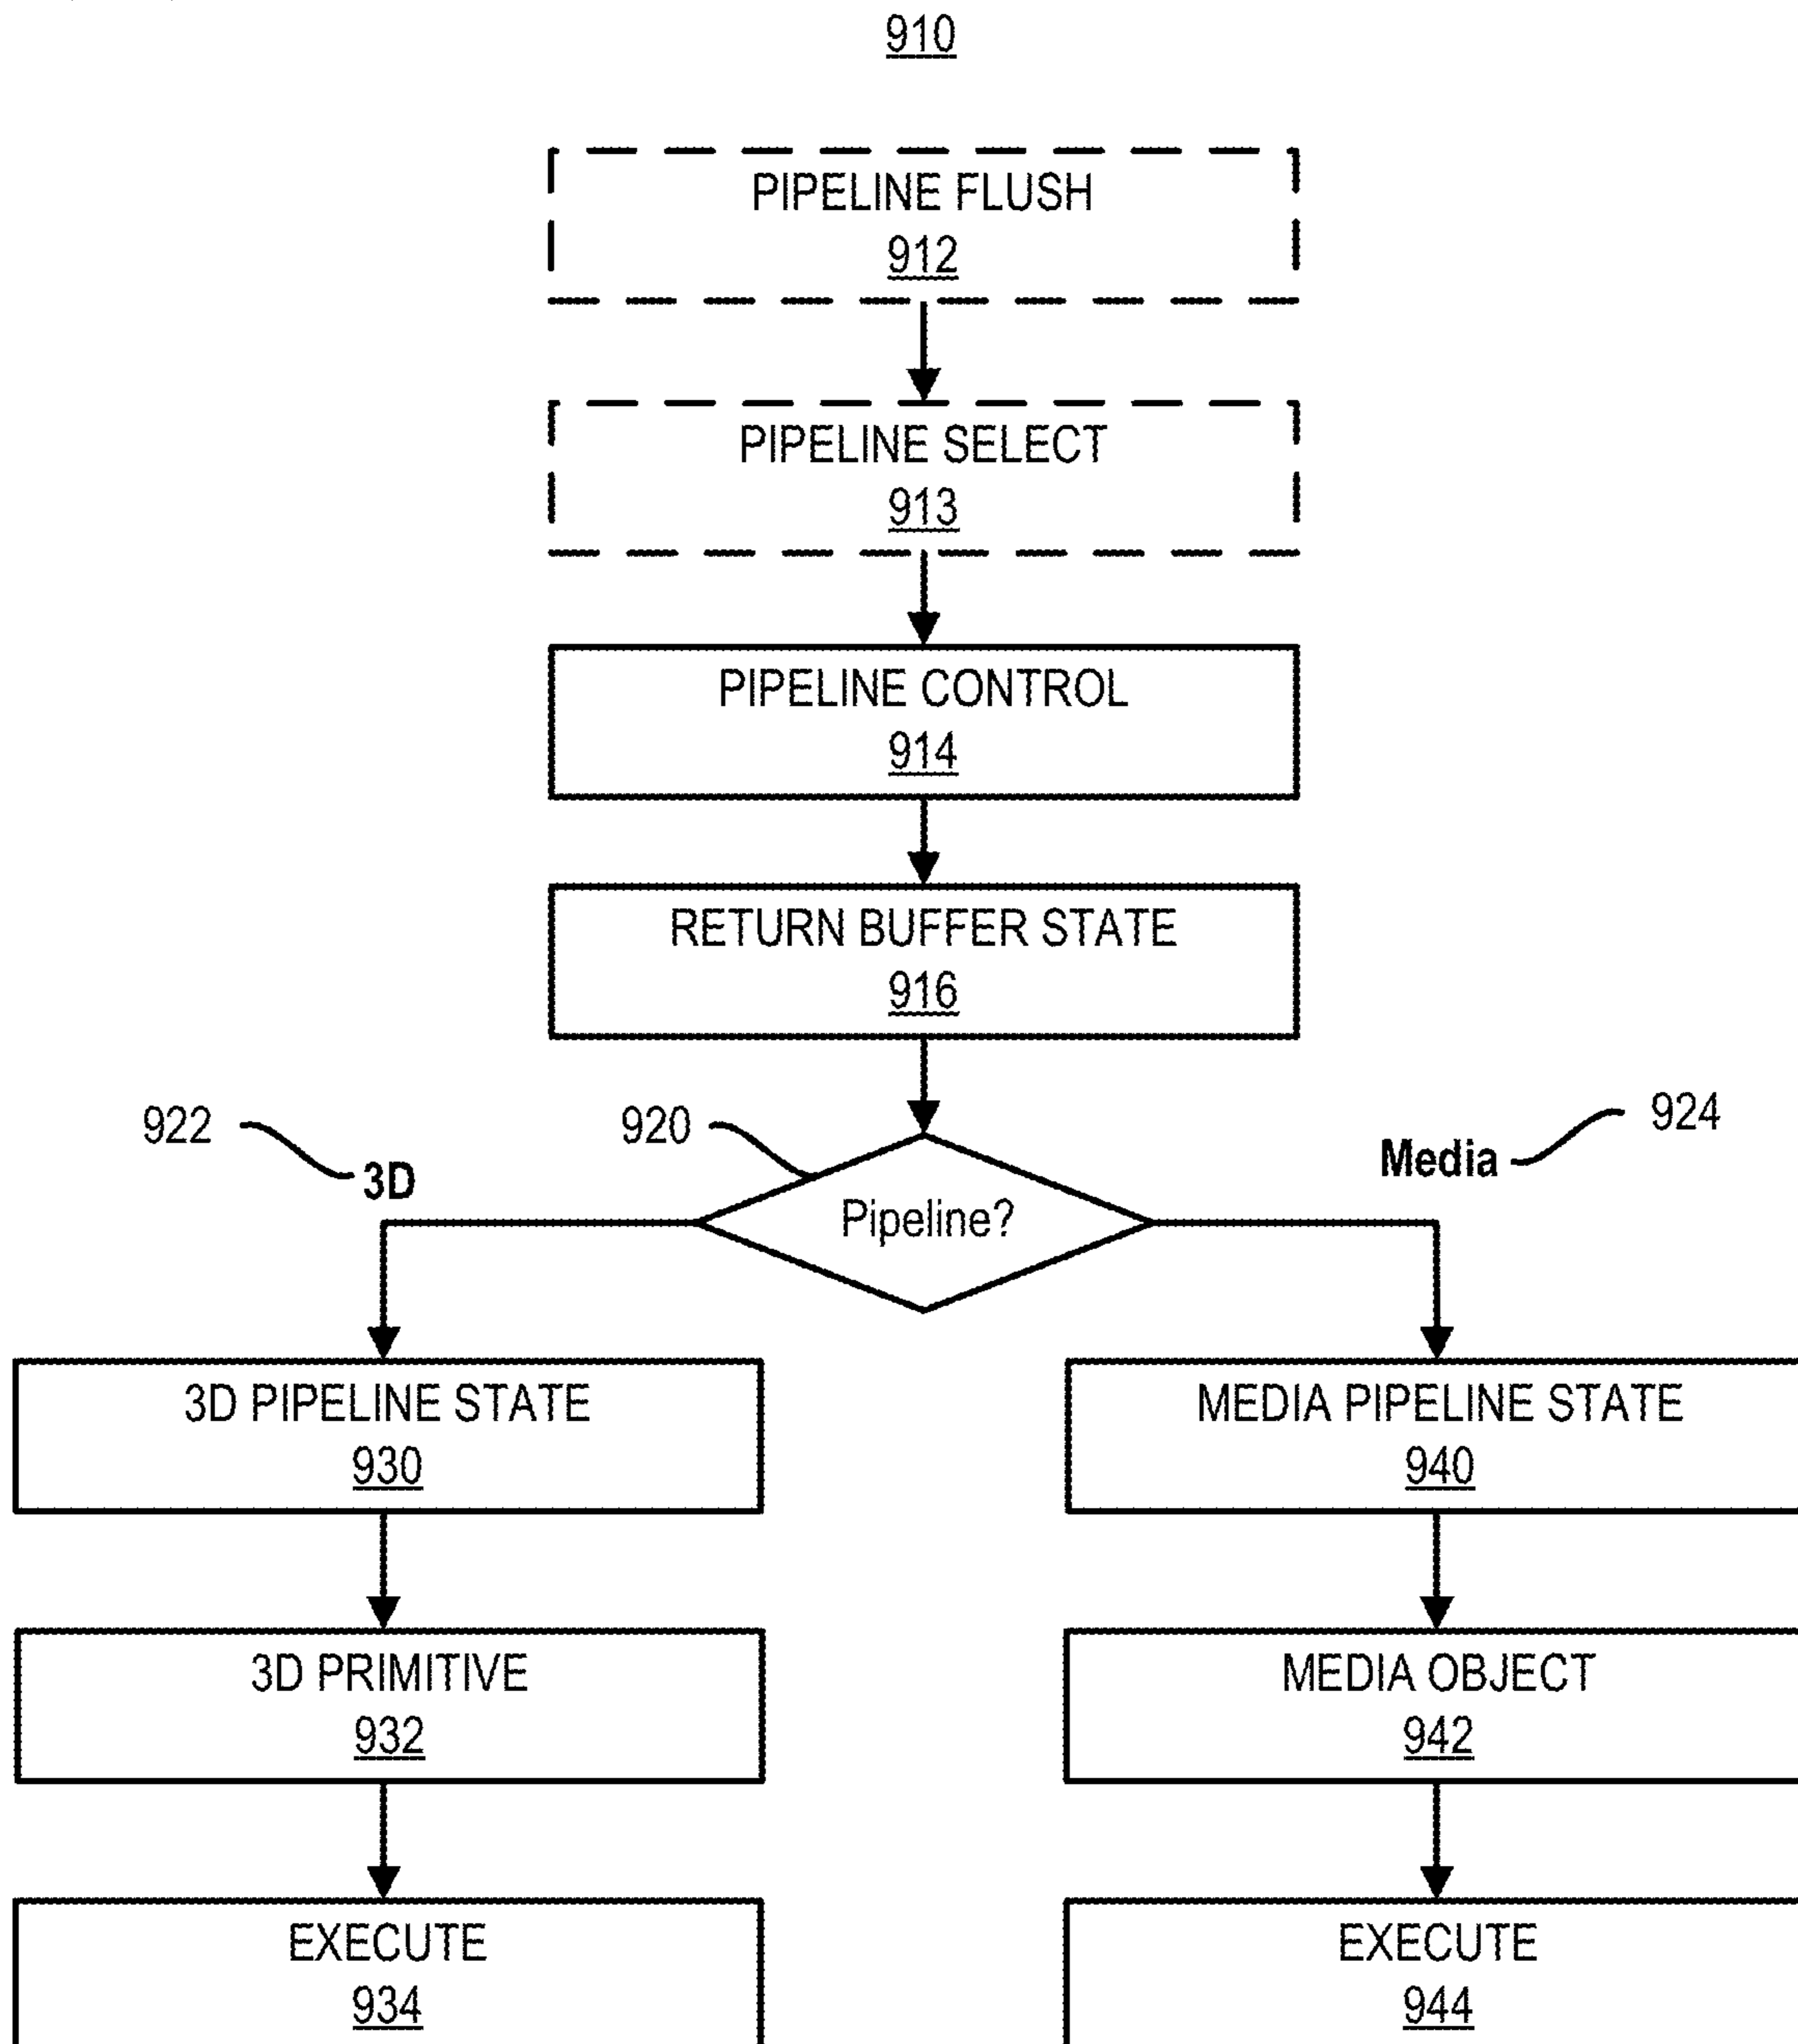 910
PIPELINE FLUSH
912
PIPELINE SELECT
913
PIPELINE CONTROL
914
RETURN BUFFER STATE
916
922
920
924
3D
Media
Pipeline?
3D PIPELINE STATE
930
MEDIA PIPELINE STATE
940
3D PRIMITIVE
932
MEDIA OBJECT
942
EXECUTE
934
EXECUTE
944